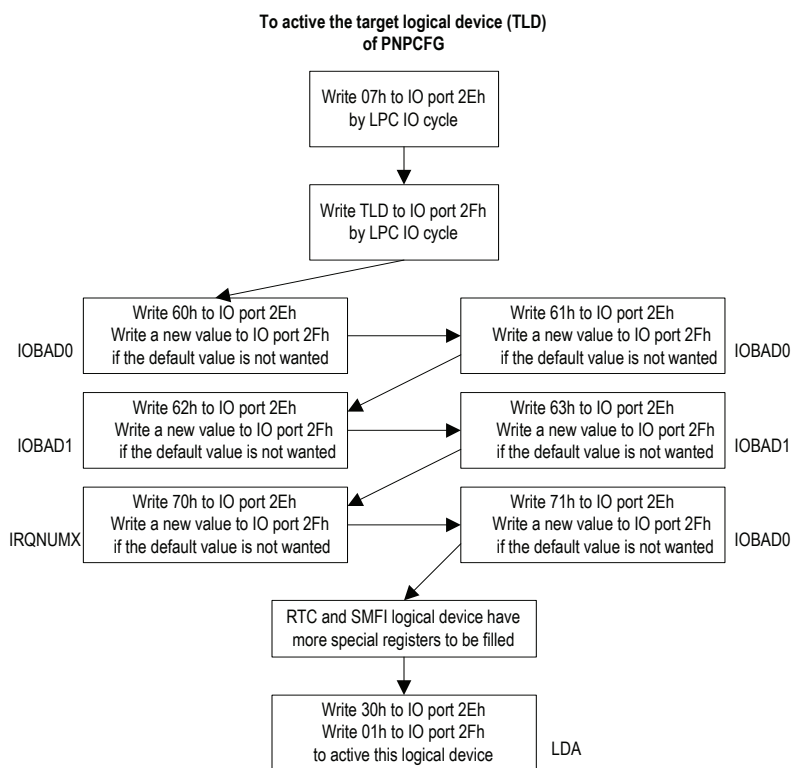 To active the target logical device (TLD)
of PNPCFG
Write 07h to IO port 2Eh
by LPC IO cycle
Write TLD to IO port 2Fh
by LPC IO cycle
Write 60h to IO port 2Eh
Write a new value to IO port 2Fh
if the default value is not wanted
IOBAD0
Write 61h to IO port 2Eh
Write a new value to IO port 2Fh
if the default value is not wanted
IOBAD0
Write 62h to IO port 2Eh
Write a new value to IO port 2Fh
if the default value is not wanted
IOBAD1
Write 63h to IO port 2Eh
Write a new value to IO port 2Fh
if the default value is not wanted
IOBAD1
Write 70h to IO port 2Eh
Write a new value to IO port 2Fh
if the default value is not wanted
IRQNUMX
Write 71h to IO port 2Eh
Write a new value to IO port 2Fh
if the default value is not wanted
IOBAD0
RTC and SMFI logical device have
more special registers to be filled
Write 30h to IO port 2Eh
Write 01h to IO port 2Fh
to active this logical device
LDA